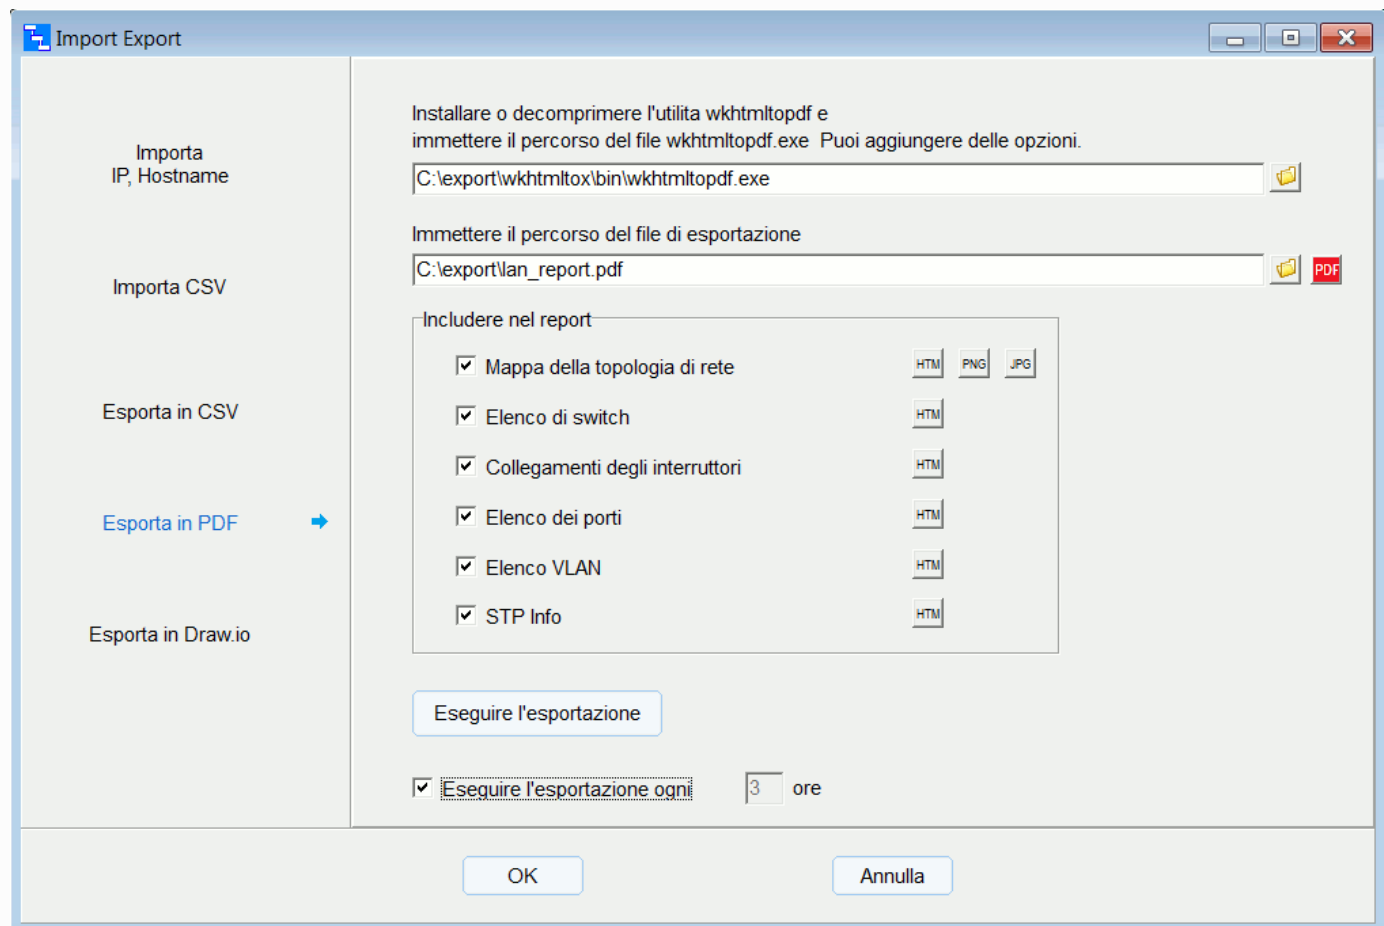 Import Export
Importa
IP, Hostname
Importa CSV
Esporta in CSV
Esporta in PDF
Esporta in Draw.io
Installare o decomprimere l'utilita wkhtmltopdf e
immettere il percorso del file wkhtmltopdf.exe  Puoi aggiungere delle opzioni.
C:\export\wkhtmltox\bin\wkhtmltopdf.exe
Immettere il percorso del file di esportazione
C:\export\lan_report.pdf
PDF
Includere nel report
Mappa della topologia di rete HTM PNG JPG
Elenco di switch HTM
Collegamenti degli interruttori HTM
Elenco dei porti HTM
Elenco VLAN HTM
STP Info HTM
Eseguire l'esportazione
Eseguire l'esportazione ogni 3 ore
OK Annulla